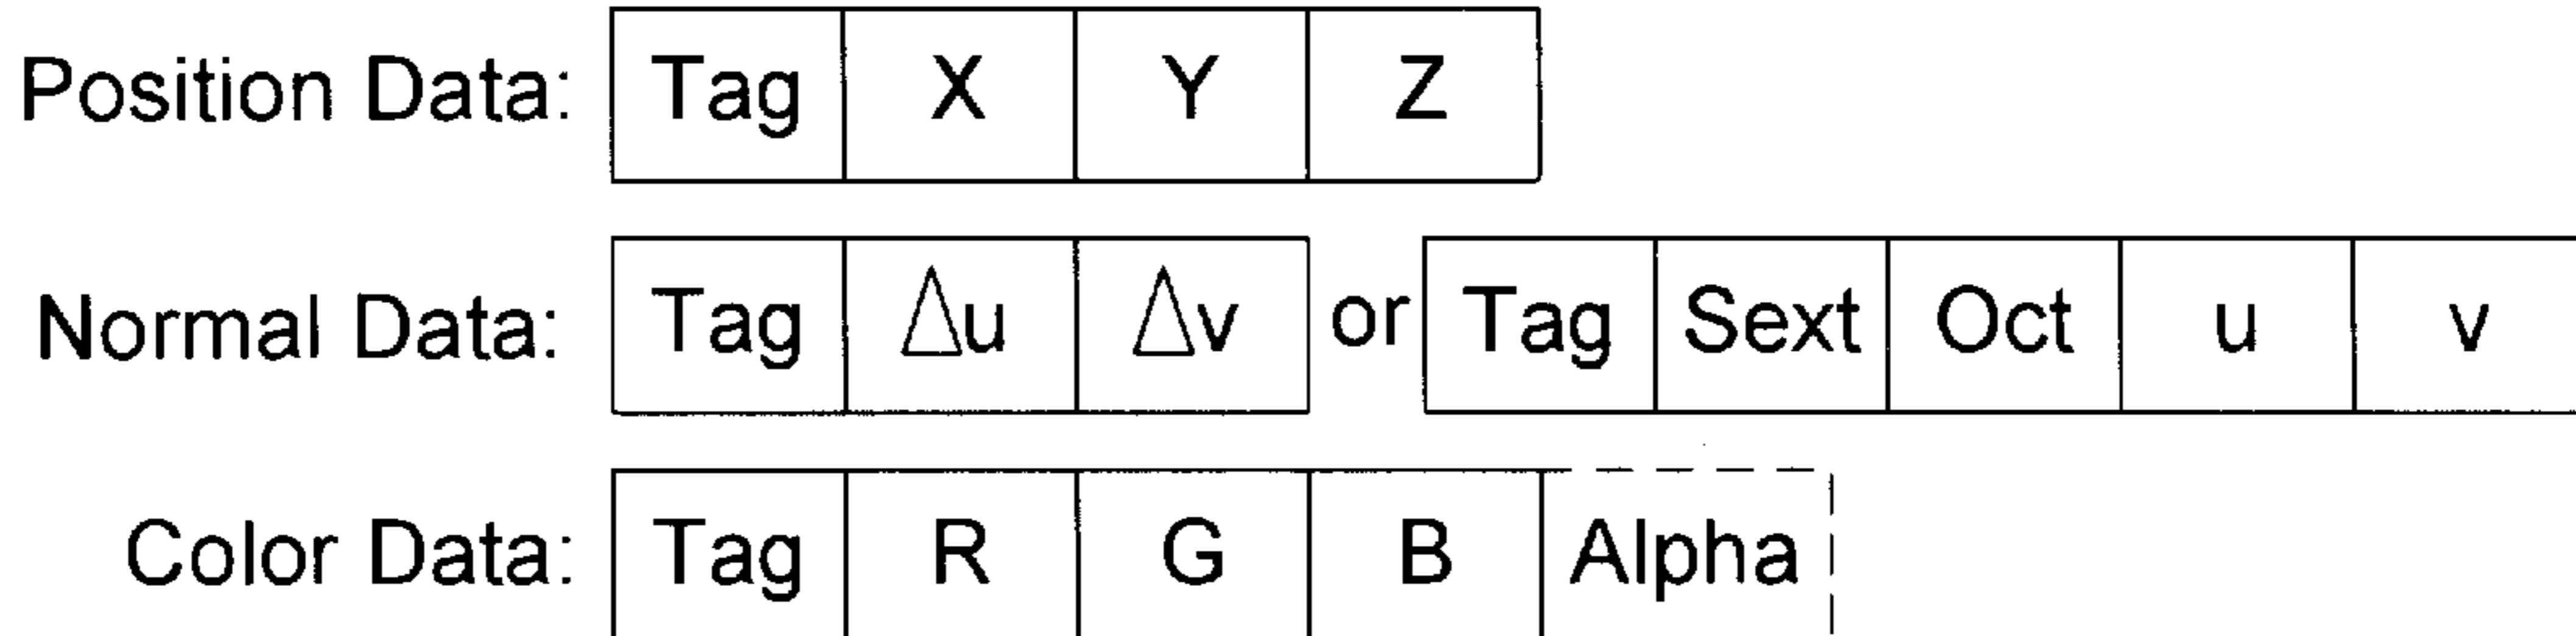 Position Data: Tag X Y Z
Normal Data: Tag Δu Δv or Tag Sext Oct u v
Color Data: Tag R G B Alpha